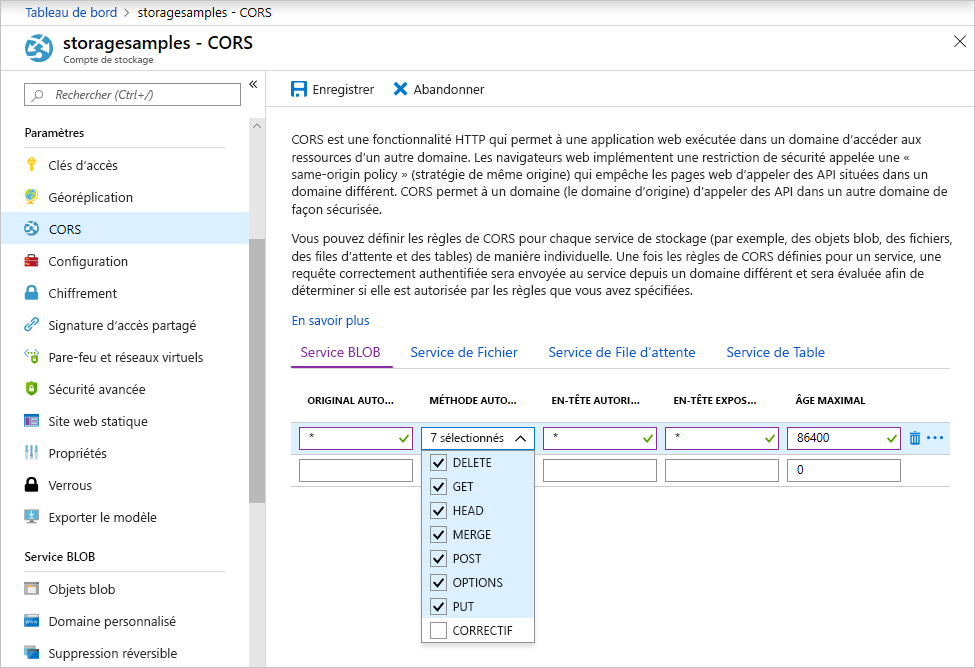 Tableau de bord > storagesamples - CORS
storagesamples - CORS
Compte de stockage
Rechercher (Ctrl+/)
«
Paramètres
Clés d'accès
Géoréplication
CORS
Configuration
Chiffrement
Signature d'accès partagé
Pare-feu et réseaux virtuels
Sécurité avancée
Site web statique
Propriétés
Verrous
Exporter le modèle
Service BLOB
Objets blob
Domaine personnalisé
Suppression réversible
Enregistrer
Abandonner
CORS est une fonctionnalité HTTP qui permet à une application web exécutée dans un domaine d'accéder aux
ressources d'un autre domaine. Les navigateurs web implémentent une restriction de sécurité appelée une «
same-origin policy » (stratégie de même origine) qui empêche les pages web d'appeler des API situées dans un
domaine différent. CORS permet à un domaine (le domaine d'origine) d'appeler des API dans un autre domaine de
façon sécurisée.
Vous pouvez définir les règles de CORS pour chaque service de stockage (par exemple, des objets blob, des fichiers,
des files d'attente et des tables) de manière individuelle. Une fois les règles de CORS définies pour un service, une
requête correctement authentifiée sera envoyée au service depuis un domaine différent et sera évaluée afin de
déterminer si elle est autorisée par les règles que vous avez spécifiées.
En savoir plus
Service BLOB Service de Fichier Service de File d'attente Service de Table
ORIGINAL AUTO... MÉTHODE AUTO... EN-TÊTE AUTORI... EN-TÊTE EXPOS... ÂGE MAXIMAL
* 7 sélectionnés * * 86400
0
DELETE
GET
HEAD
MERGE
POST
OPTIONS
PUT
CORRECTIF